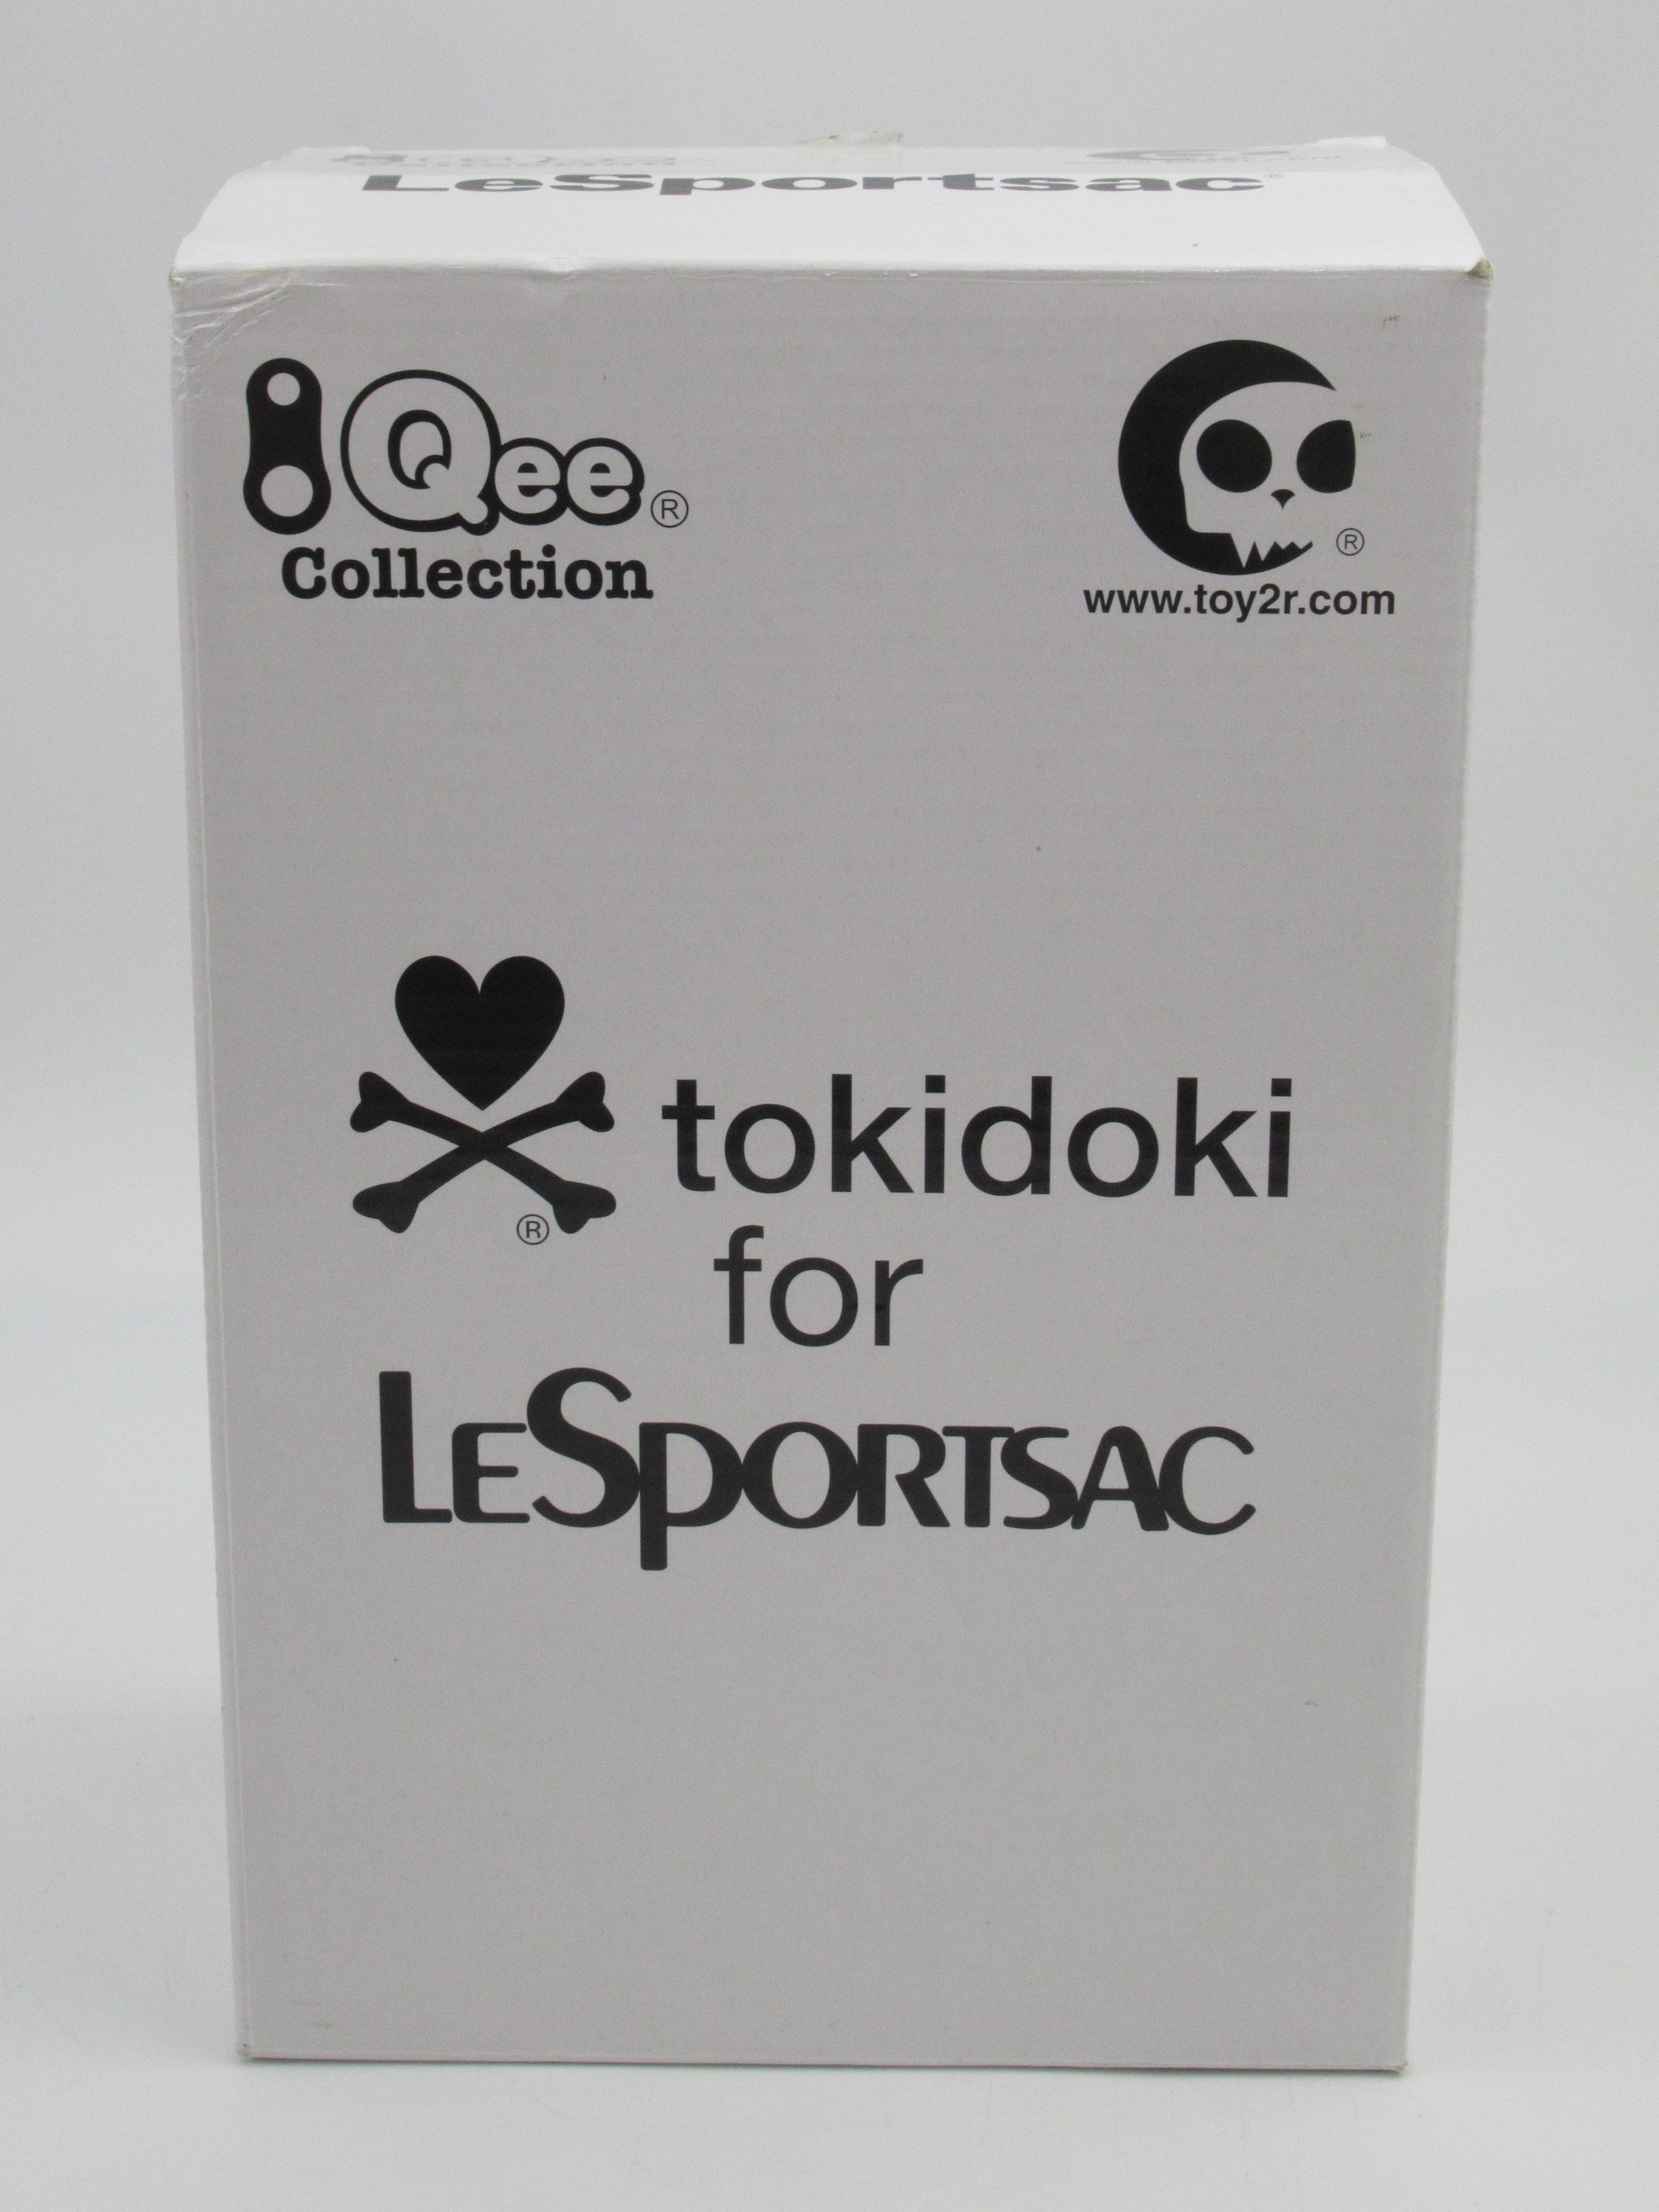 LeSportsac®
Qee®
Collection
®
www.toy2r.com
tokidoki
®
for
LeSportsac